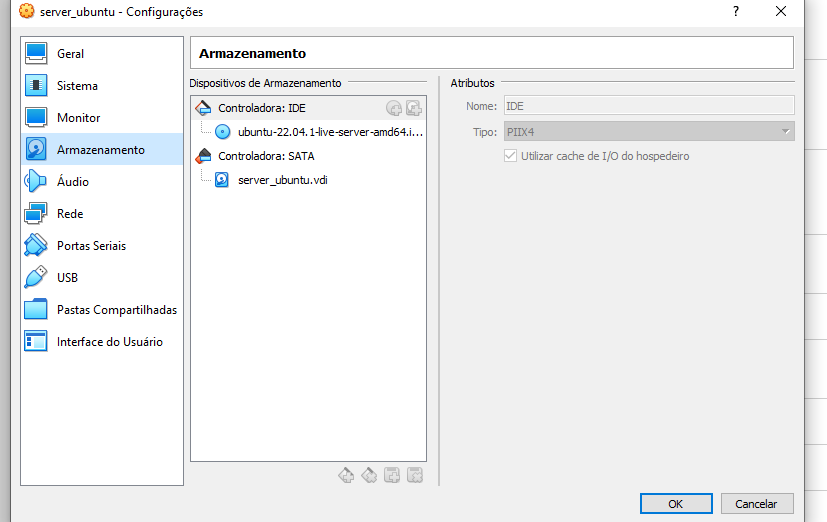 server_ubuntu - Configurações
?
Geral
Sistema
Monitor
Armazenamento
Áudio
Rede
Portas Seriais
USB
Pastas Compartilhadas
Interface do Usuário
Armazenamento
Dispositivos de Armazenamento
Controladora: IDE
ubuntu-22.04.1-live-server-amd64.i...
Controladora: SATA
server_ubuntu.vdi
Atributos
Nome: IDE
Tipo: PIIX4
Utilizar cache de I/O do hospedeiro
OK
Cancelar